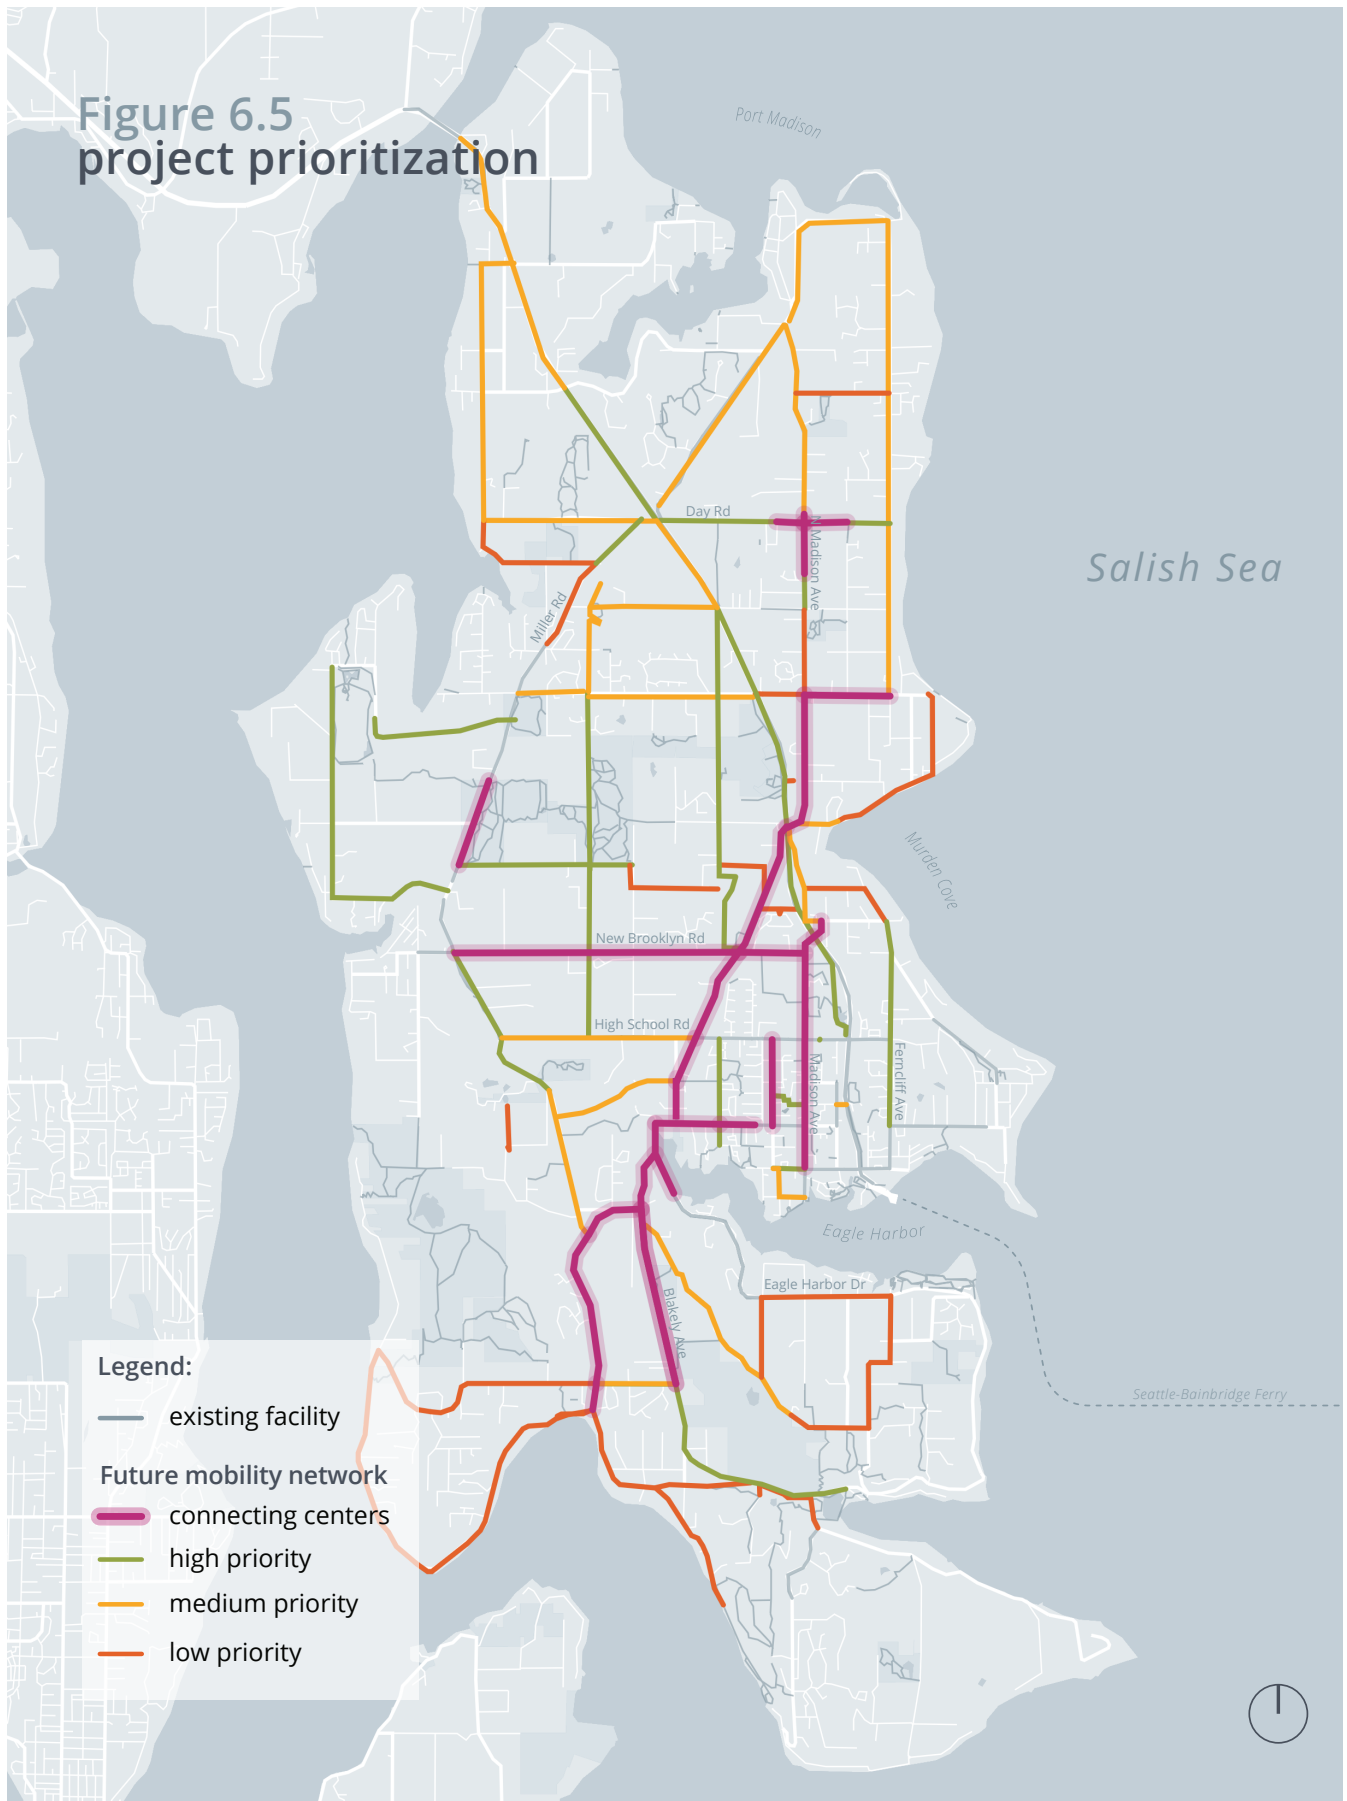 Figure 6.5
project prioritization
Port Madison
Day Rd
N Madison Ave
Salish Sea
Miller Rd
Murden Cove
New Brooklyn Rd
High School Rd
Madison Ave
Ferncliff Ave
Eagle Harbor
Eagle Harbor Dr
Blakely Ave
Seattle-Bainbridge Ferry
Legend:
existing facility
Future mobility network
connecting centers
high priority
medium priority
low priority